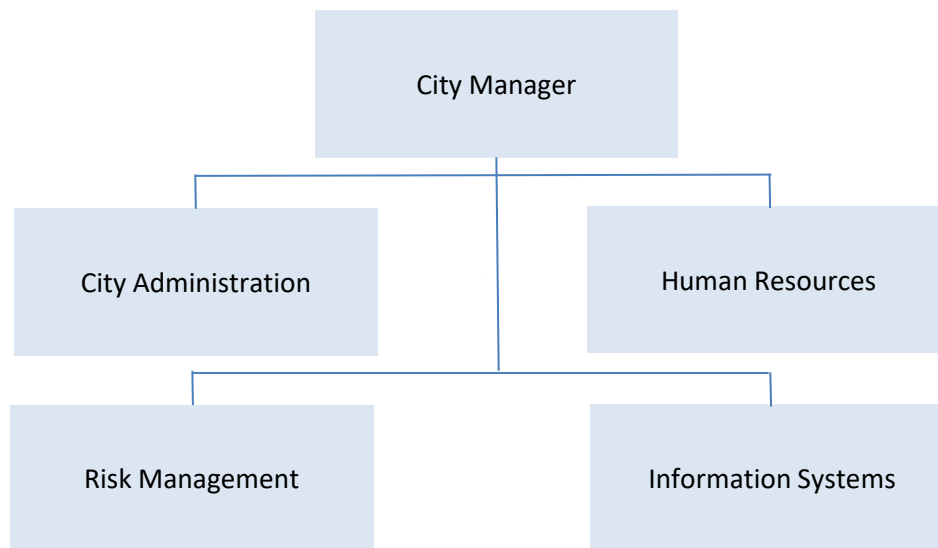 City Manager
City Administration
Human Resources
Risk Management
Information Systems